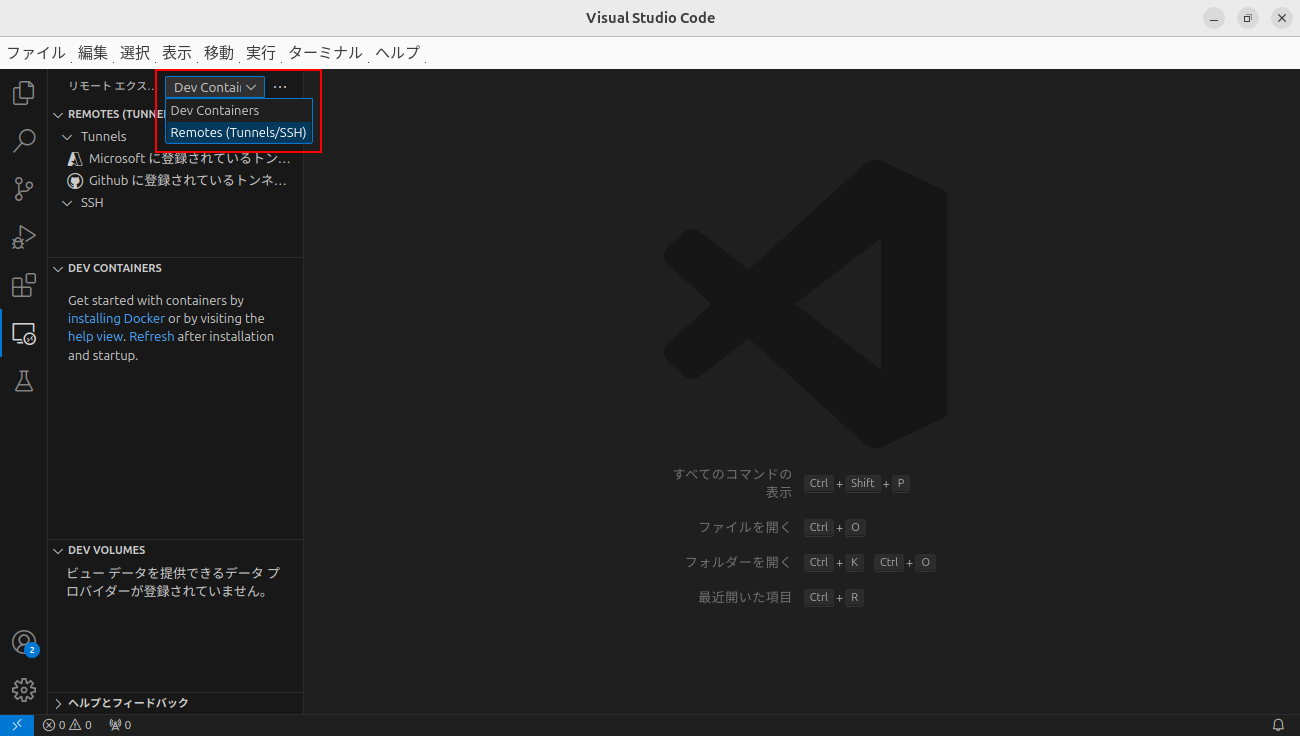 Visual Studio Code
ファイル 編集 選択 表示 移動 実行 ターミナル ヘルプ
リモート エクス…
Dev Contai
Dev Containers
Remotes (Tunnels/SSH)
REMOTES (TUNNE
Tunnels
Microsoft に登録されているトン…
Github に登録されているトンネ…
SSH
DEV CONTAINERS
Get started with containers by
installing Docker or by visiting the
help view. Refresh after installation
and startup.
DEV VOLUMES
ビュー データを提供できるデータ プ
ロバイダーが登録されていません。
ヘルプとフィードバック
すべてのコマンドの
表示
Ctrl + Shift + P
ファイルを開く Ctrl + O
フォルダーを開く Ctrl + K Ctrl + O
最近開いた項目 Ctrl + R
2
0 0 0